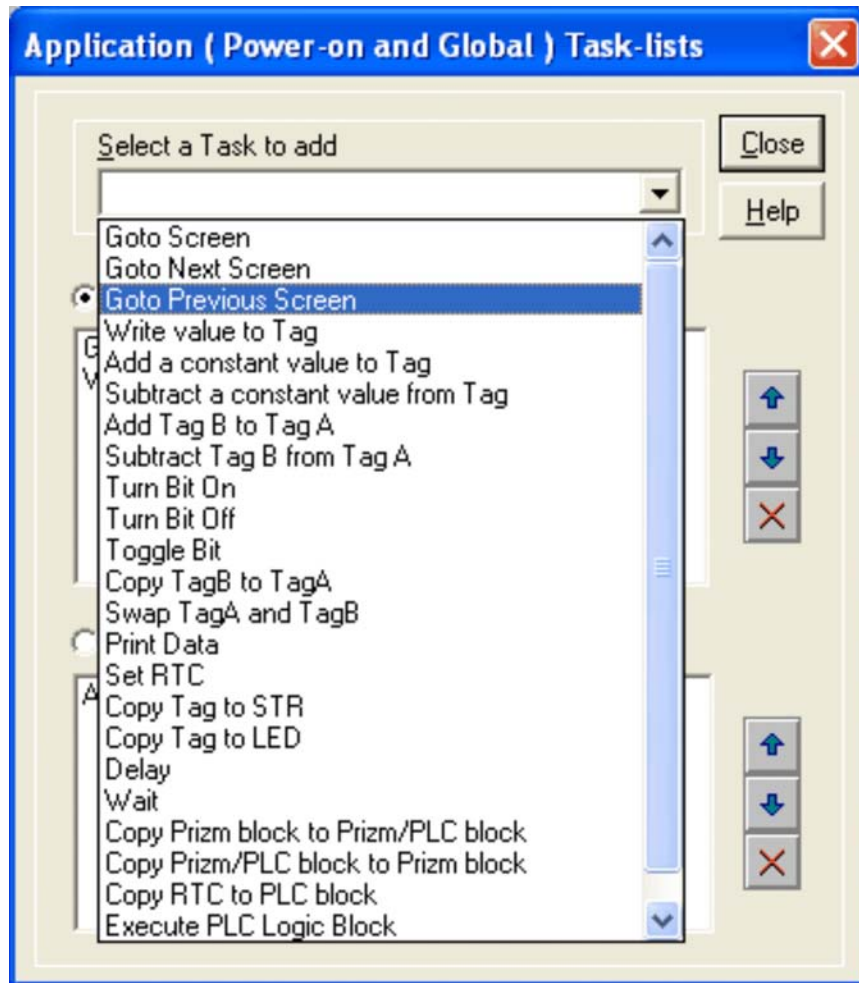 Application ( Power-on and Global ) Task-lists
Select a Task to add
Close
Help
Goto Screen
Goto Next Screen
Goto Previous Screen
Write value to Tag
Add a constant value to Tag
Subtract a constant value from Tag
Add Tag B to Tag A
Subtract Tag B from Tag A
Turn Bit On
Turn Bit Off
Toggle Bit
Copy TagB to TagA
Swap TagA and TagB
Print Data
Set RTC
Copy Tag to STR
Copy Tag to LED
Delay
Wait
Copy Prizm block to Prizm/PLC block
Copy Prizm/PLC block to Prizm block
Copy RTC to PLC block
Execute PLC Logic Block